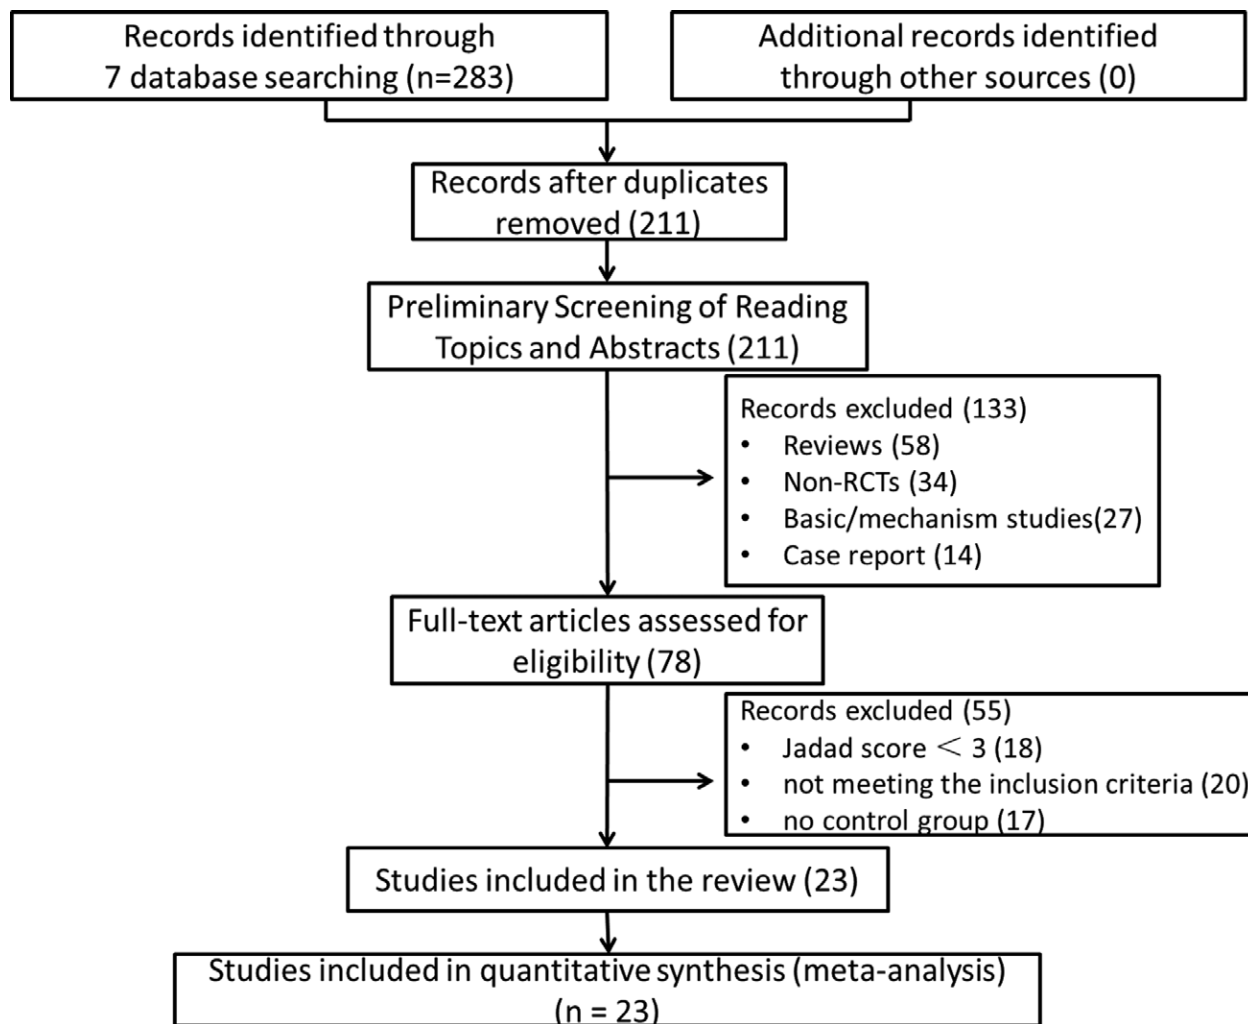 Records identified through
7 database searching (n=283)
Additional records identified
through other sources (0)
Records after duplicates
removed (211)
Preliminary Screening of Reading
Topics and Abstracts (211)
Records excluded (133)
• Reviews (58)
• Non-RCTs (34)
• Basic/mechanism studies(27)
• Case report (14)
Full-text articles assessed for
eligibility (78)
Records excluded (55)
• Jadad score < 3 (18)
• not meeting the inclusion criteria (20)
• no control group (17)
Studies included in the review (23)
Studies included in quantitative synthesis (meta-analysis)
(n = 23)